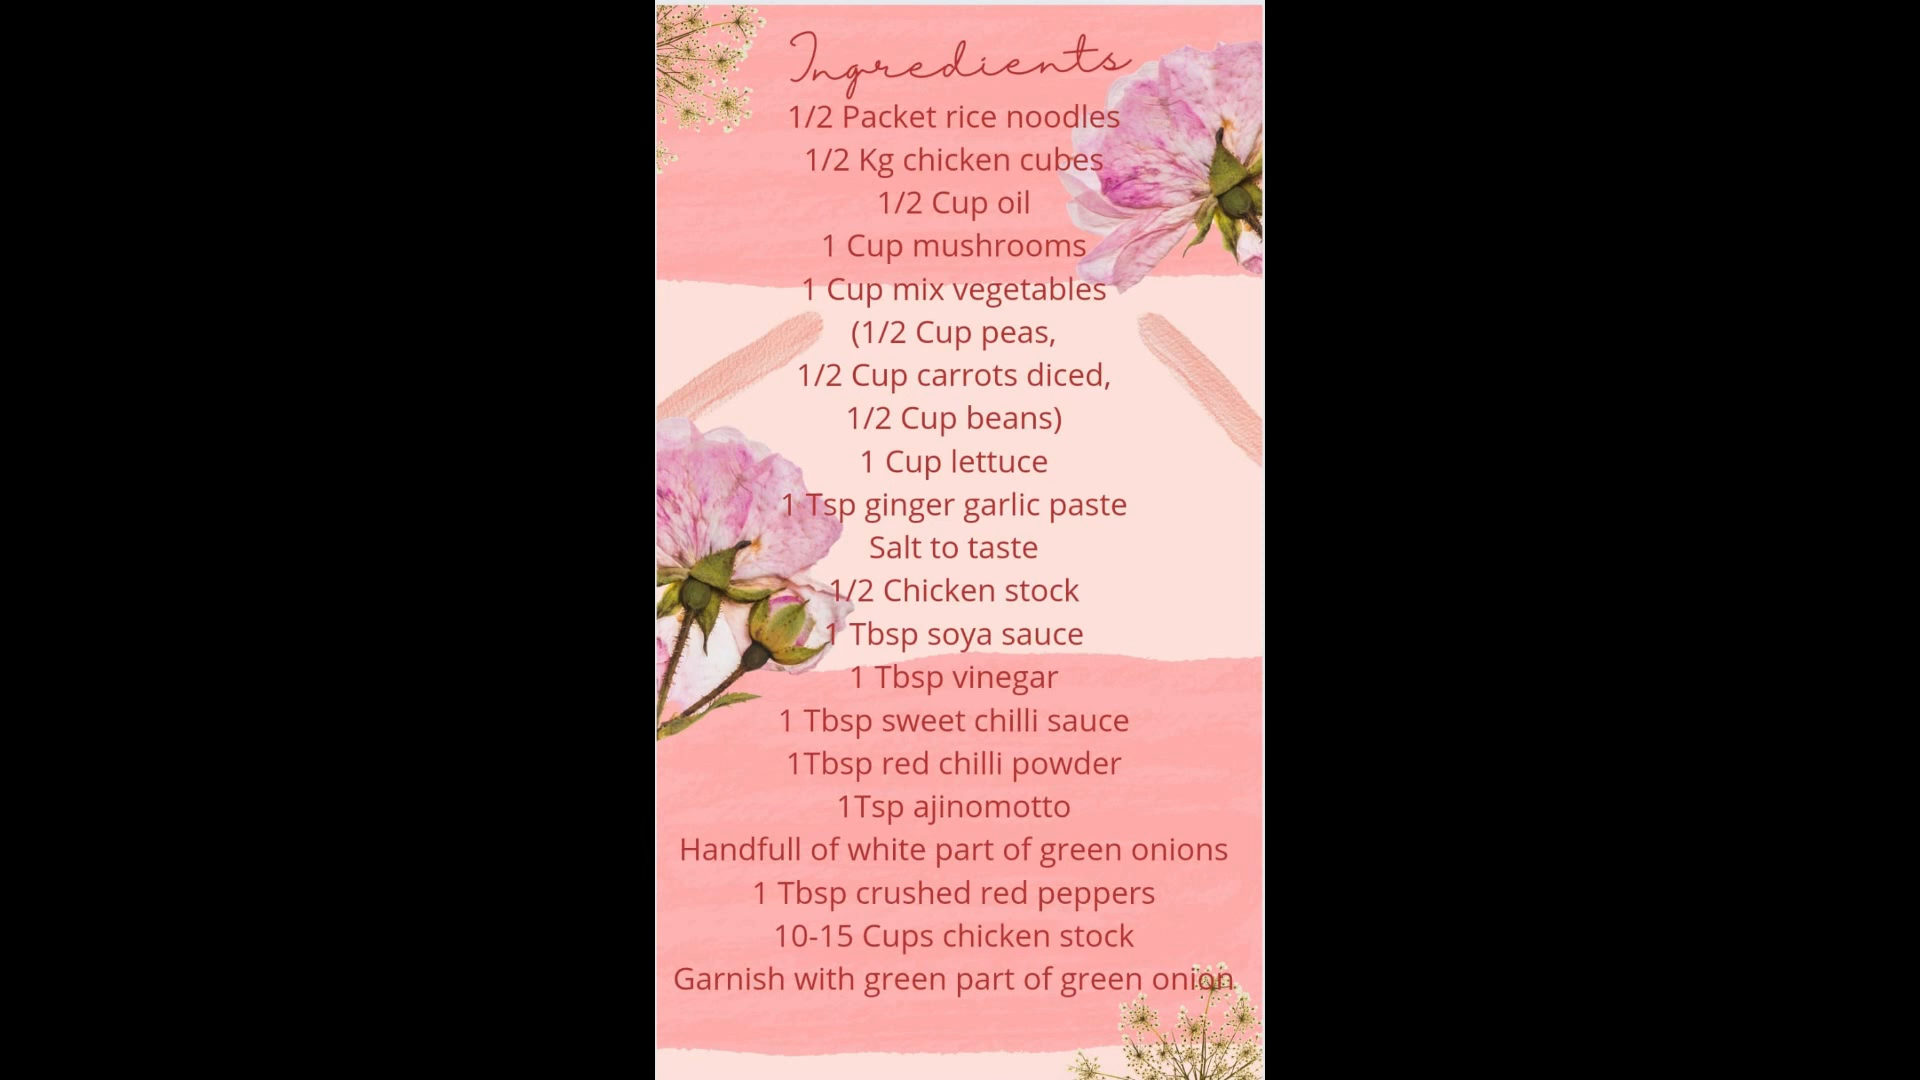 Ingredients
1/2 Packet rice noodles
1/2 Kg chicken cubes
1/2 Cup oil
1 Cup mushrooms
1 Cup mix vegetables
(1/2 Cup peas,
1/2 Cup carrots diced,
1/2 Cup beans)
1 Cup lettuce
1 Tsp ginger garlic paste
Salt to taste
1/2 Chicken stock
1 Tbsp soya sauce
1 Tbsp vinegar
1 Tbsp sweet chilli sauce
1Tbsp red chilli powder
1Tsp ajinomotto
Handfull of white part of green onions
1 Tbsp crushed red peppers
10-15 Cups chicken stock
Garnish with green part of green onion